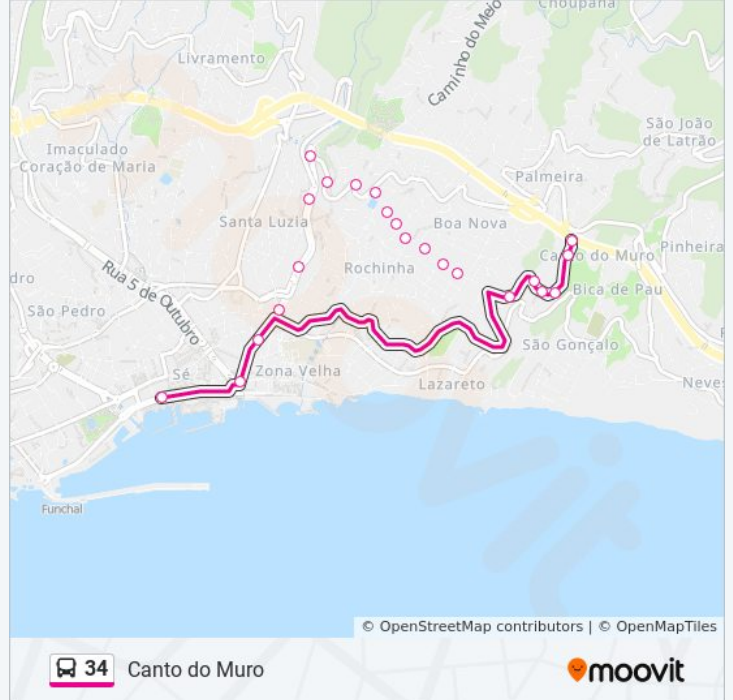 Choupana
Livramento
Caminho do Meio
São João
de Latrão
Imaculado
Coração de Maria
Palmeira
Santa Luzia
Boa Nova
Pinheira
Canto do Muro
Rochinha
dro
Rua 5 de Outubro
Bica de Pau
São Pedro
São Gonçalo
Sé
Zona Velha
Lazareto
Neves
Funchal
© OpenStreetMap contributors | © OpenMapTiles
34 Canto do Muro
moovit